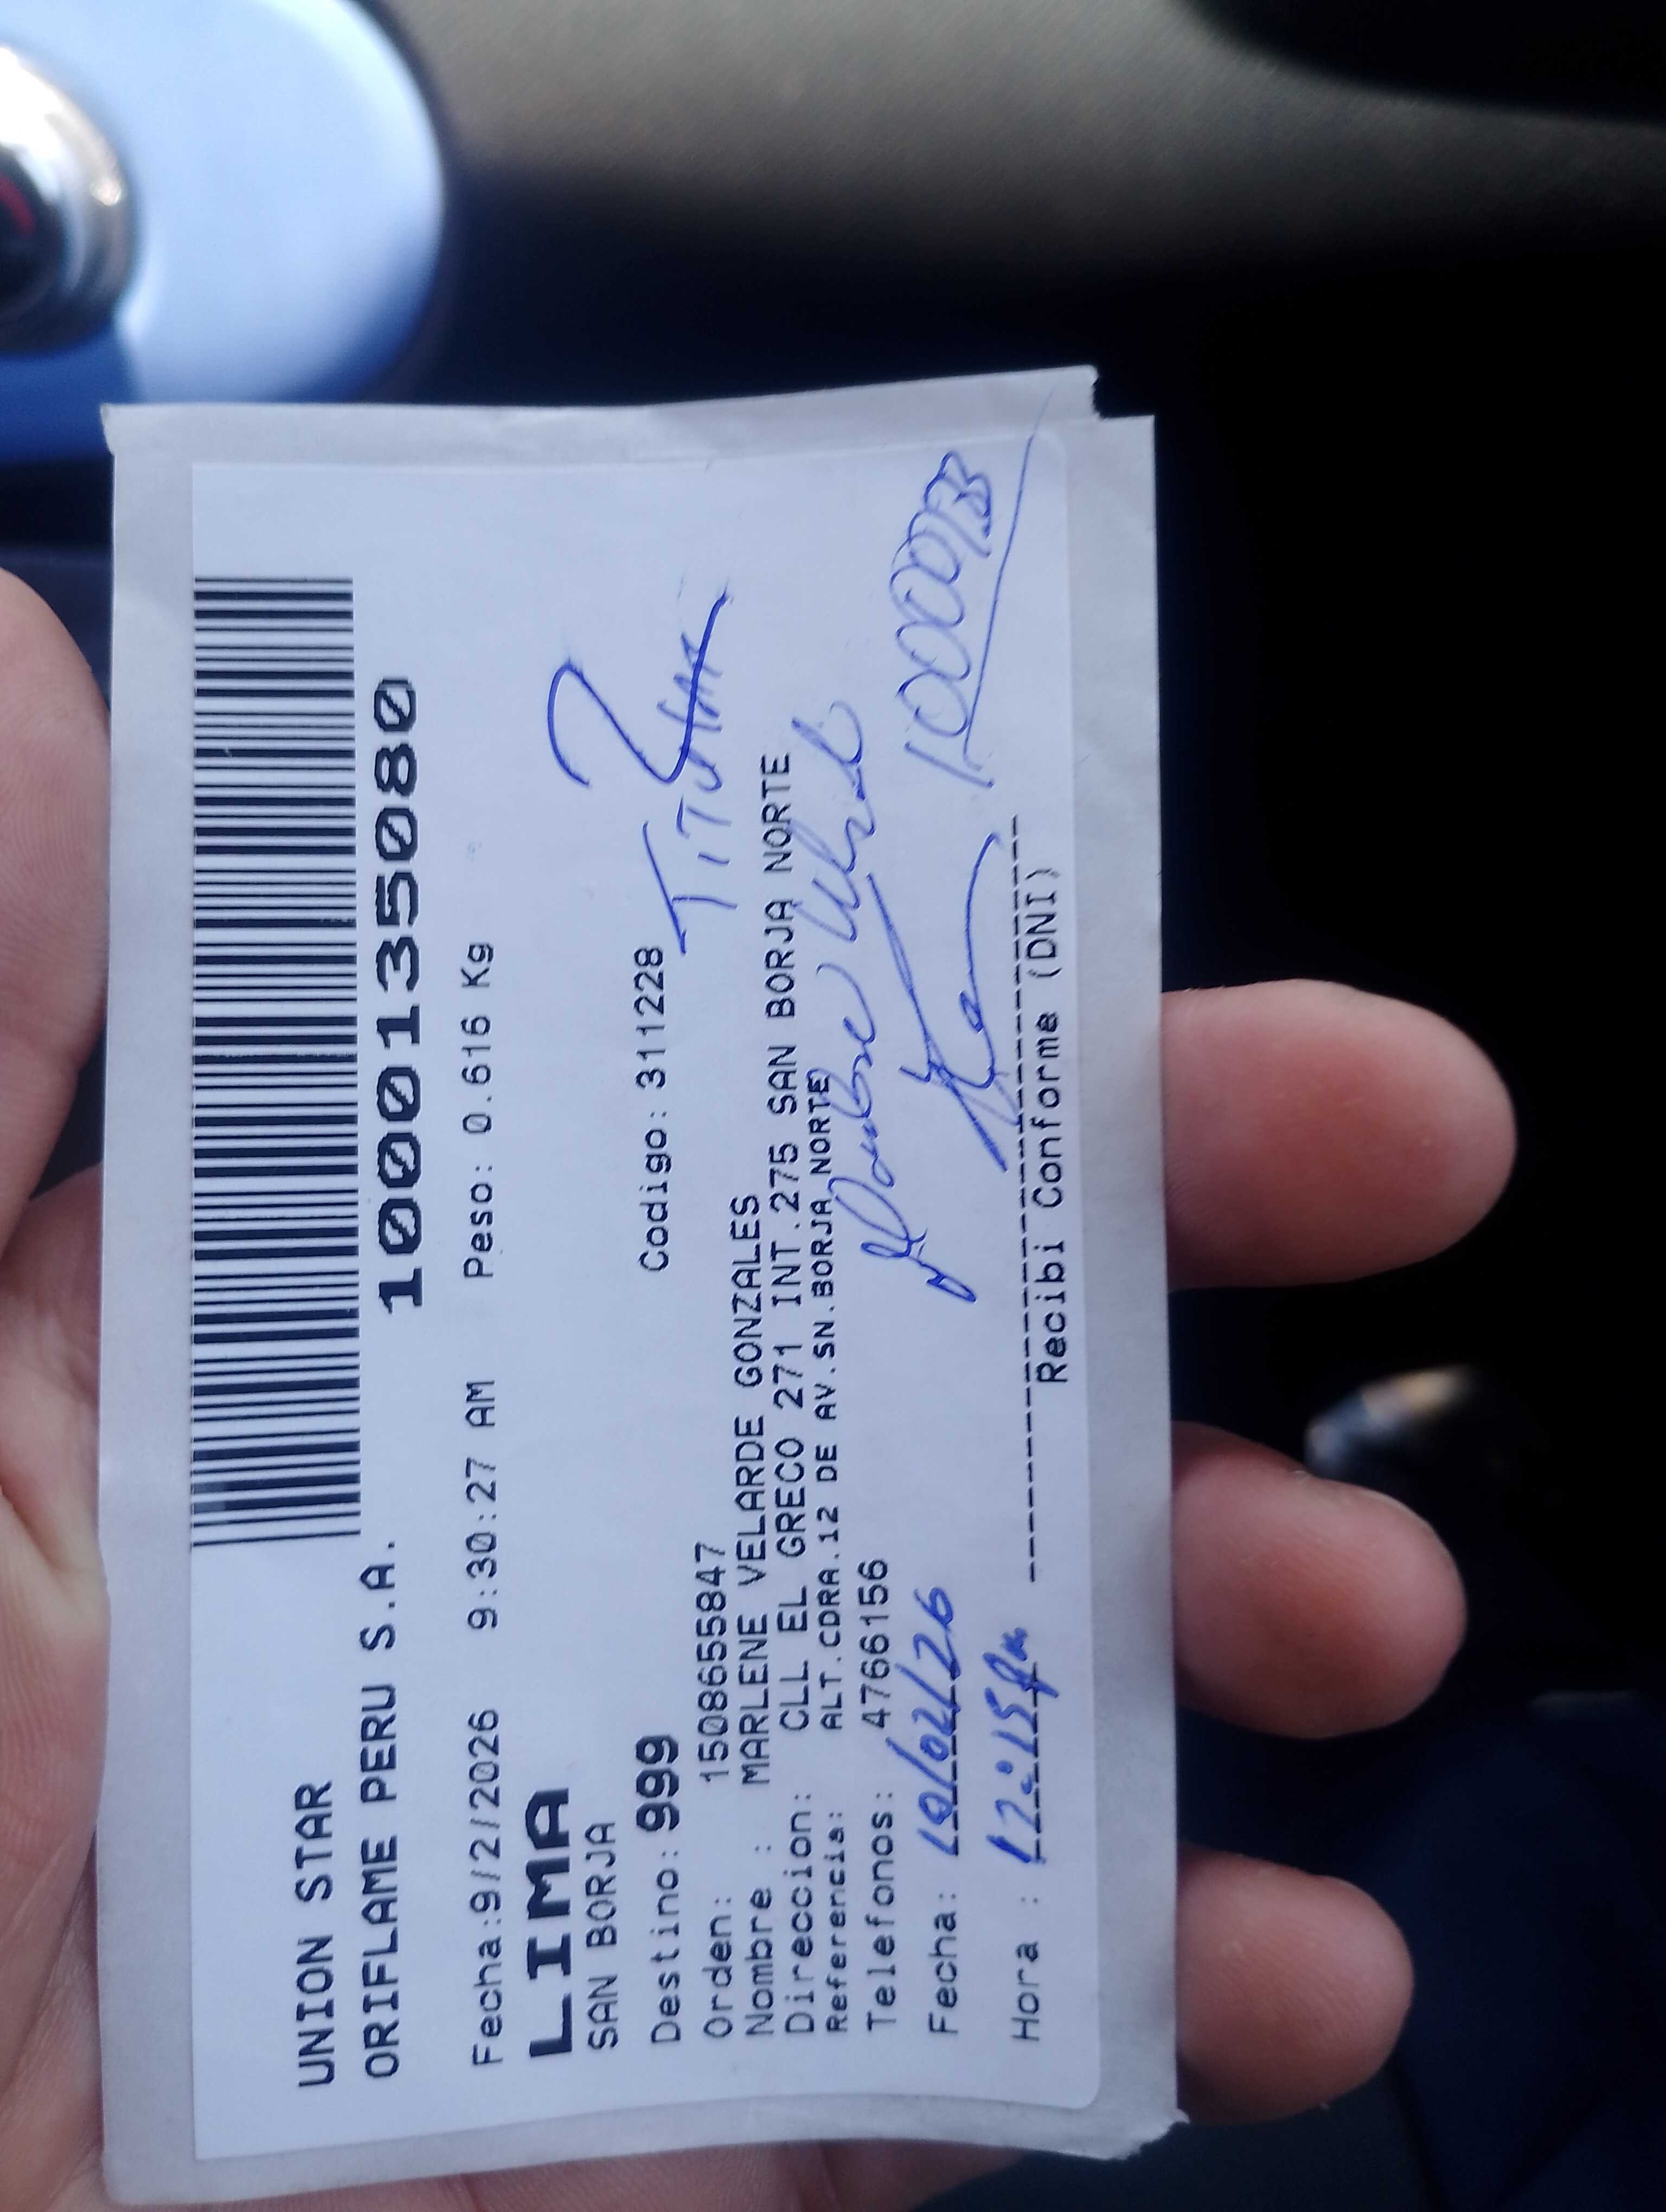 UNION STAR
ORIFLAME PERU S.A. 1000135080
Fecha:9/2/2026 9:30:27 AM Peso: 0.616 Kg
LIMA
SAN BORJA
Destino: 999 Codigo: 311228
TITULAR
Orden: 1508655847
Nombre : MARLENE VELARDE GONZALES
Direccion: CLL EL GRECO 271 INT.275 SAN BORJA NORTE
Referencia: ALT.CDRA.12 DE AV.SN.BORJA NORTE
Telefonos: 4766156
Fecha: 10/02/26
Hora : 12:15 Pm
Recibi Conforme (DNI)